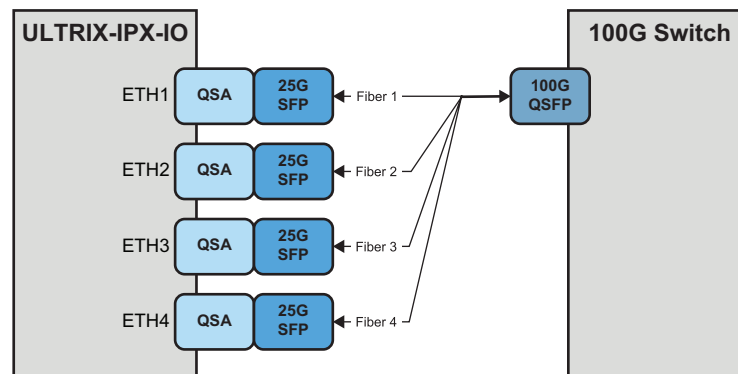 ULTRIX-IPX-IO
100G Switch
ETH1
QSA
25G
SFP
Fiber 1
100G
QSFP
ETH2
QSA
25G
SFP
Fiber 2
ETH3
QSA
25G
SFP
Fiber 3
ETH4
QSA
25G
SFP
Fiber 4